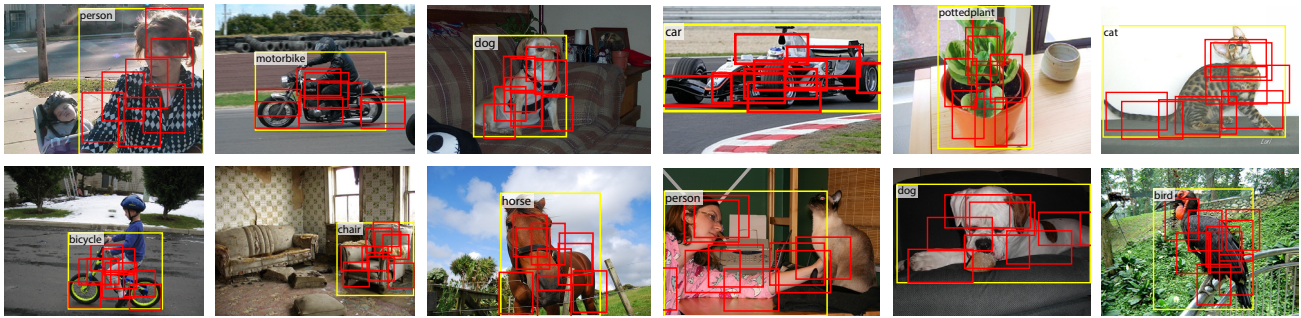 person
motorbike
dog
car
pottedplant
cat
bicycle
chair
horse
person
dog
bird